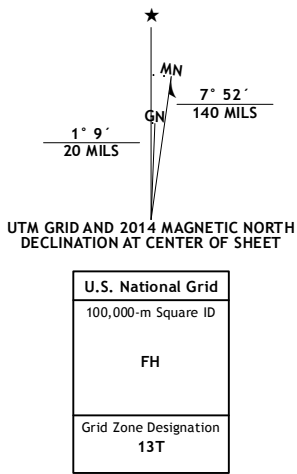 ★
MN
7° 52´
140 MILS
GN
1° 9´
20 MILS
UTM GRID AND 2014 MAGNETIC NORTH
DECLINATION AT CENTER OF SHEET
U.S. National Grid
100,000-m Square ID
FH
Grid Zone Designation
13T